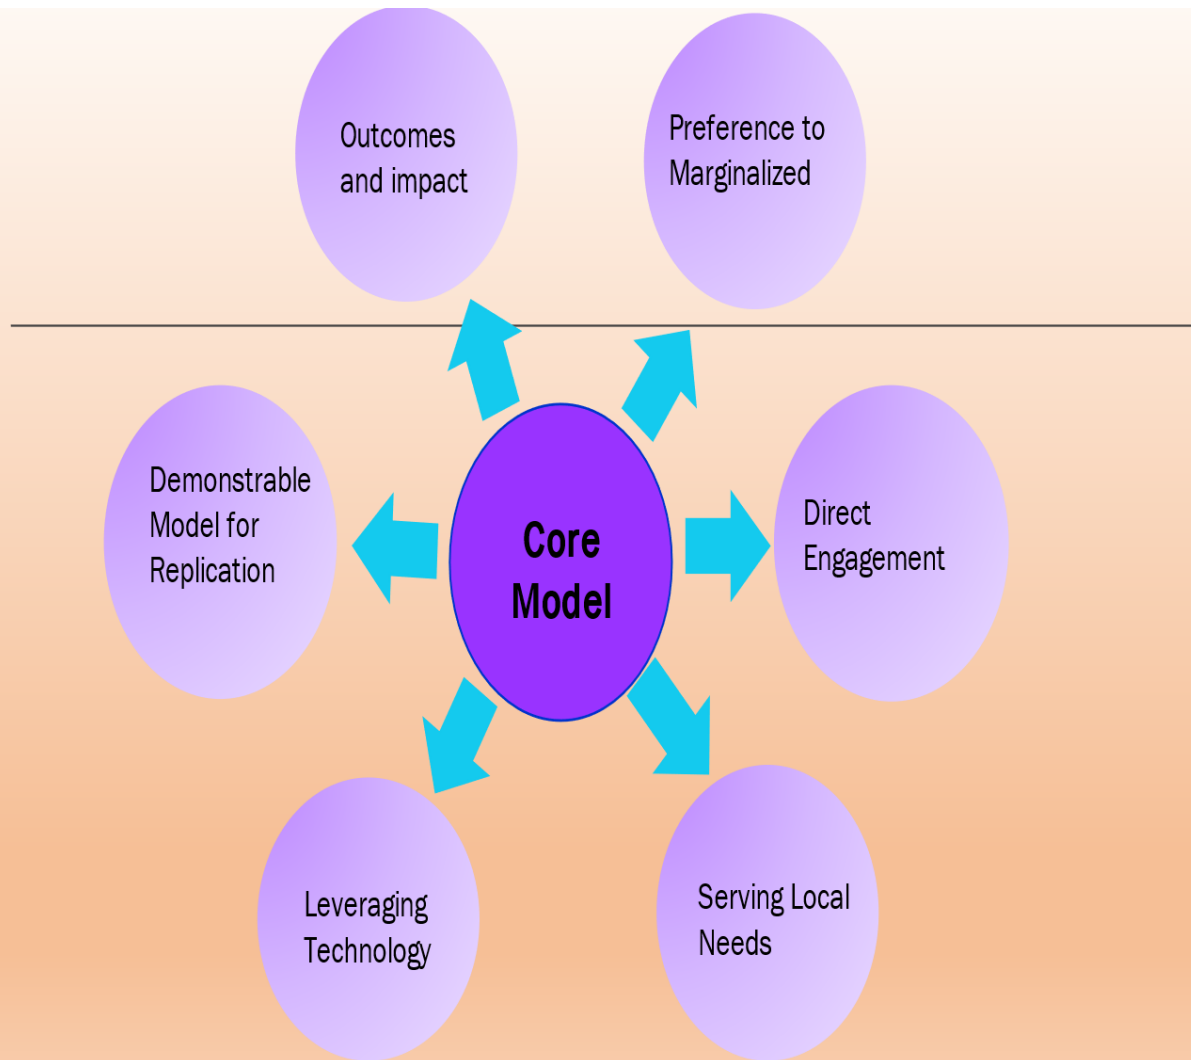 Outcomes
and impact
Preference to
Marginalized
Demonstrable
Model for
Replication
Core
Model
Direct
Engagement
Leveraging
Technology
Serving Local
Needs